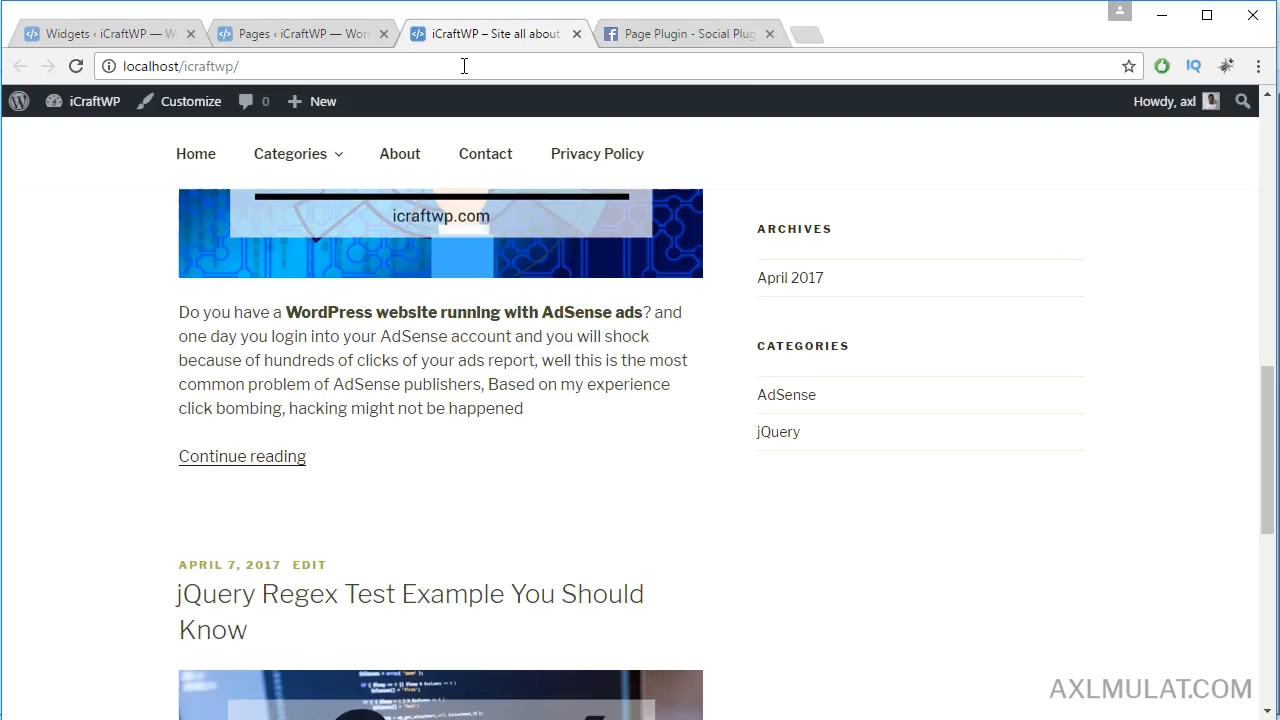 Widgets ‹ iCraftWP — W
Pages ‹ iCraftWP — Wor
iCraftWP – Site all about
Page Plugin - Social Plug
localhost/icraftwp/
IQ
iCraftWP
Customize
0
New
Howdy, axl
Home
Categories
About
Contact
Privacy Policy
icraftwp.com
Do you have a WordPress website running with AdSense ads? and
one day you login into your AdSense account and you will shock
because of hundreds of clicks of your ads report, well this is the most
common problem of AdSense publishers, Based on my experience
click bombing, hacking might not be happened
Continue reading
APRIL 7, 2017 EDIT
jQuery Regex Test Example You Should
Know
ARCHIVES
April 2017
CATEGORIES
AdSense
jQuery
AXLMULAT.COM